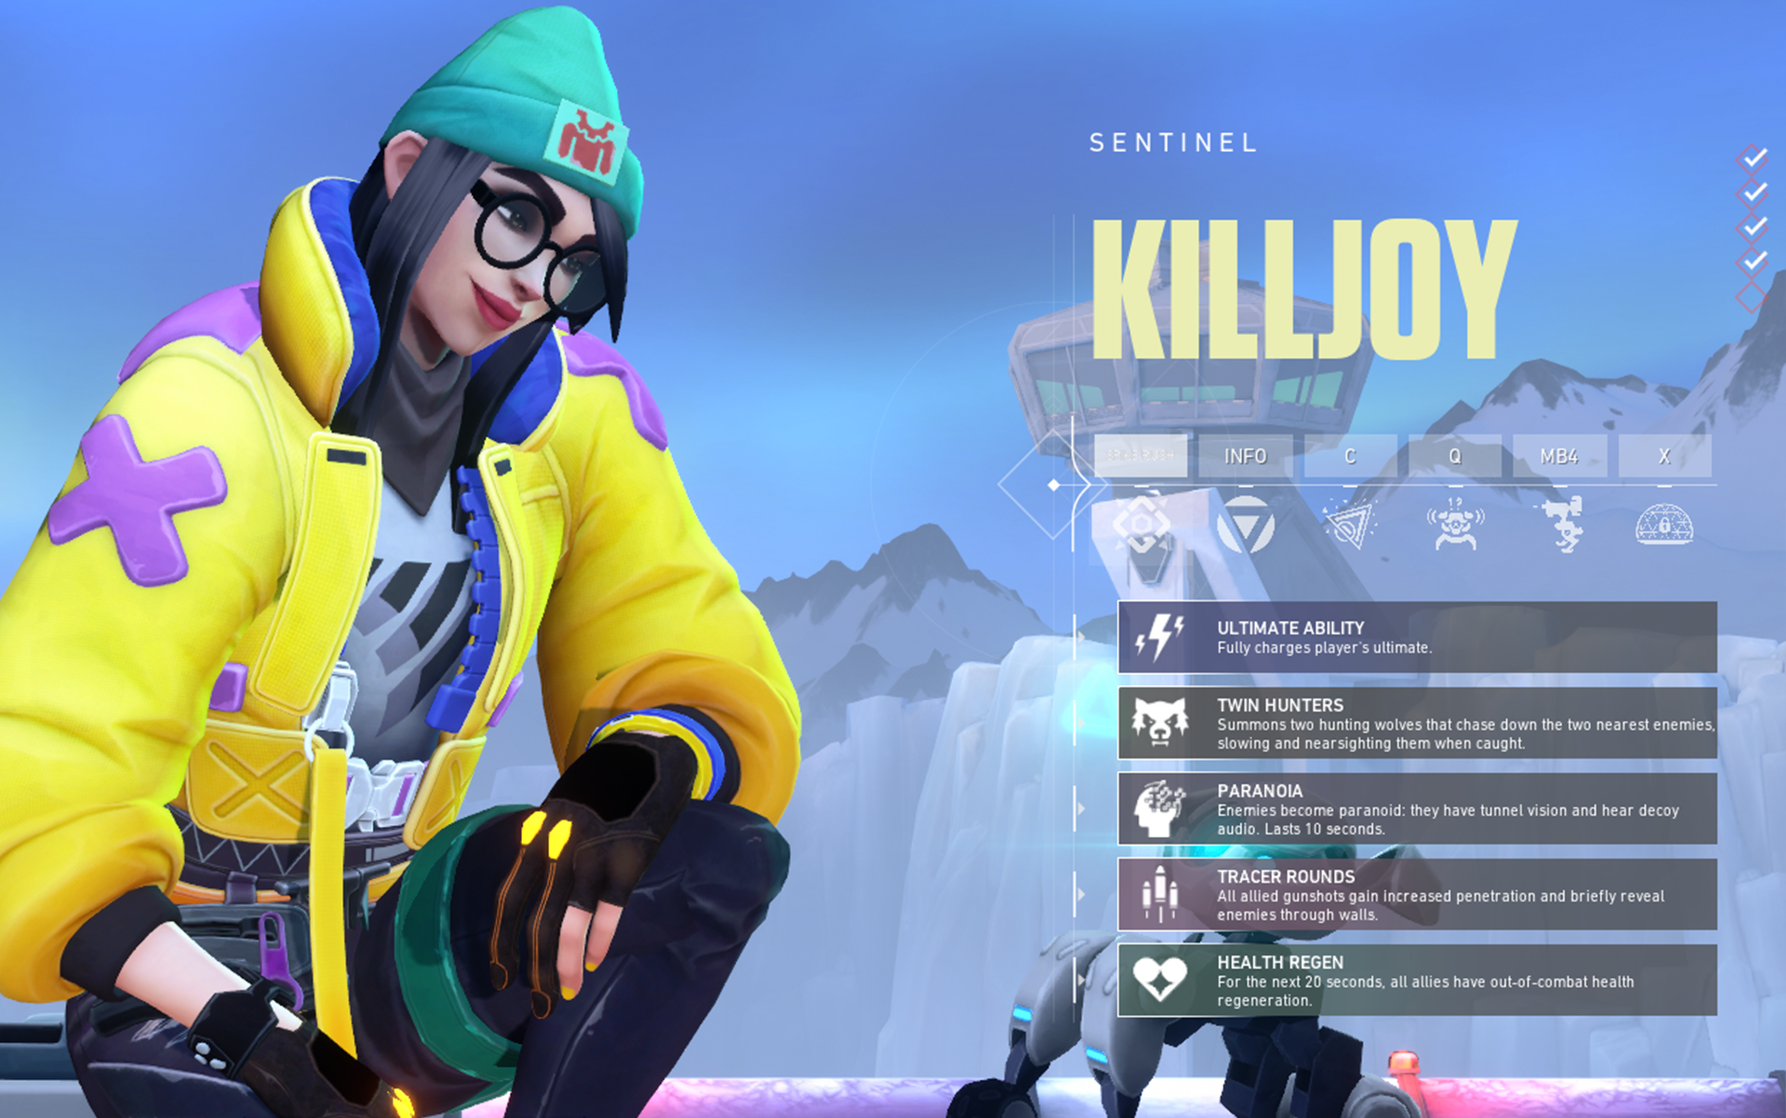 SENTINEL
KILLJOY
INFO
C
Q
MB4
X
ULTIMATE ABILITY
Fully charges player's ultimate.
TWIN HUNTERS
Summons two hunting wolves that chase down the two nearest enemies,
slowing and nearsighting them when caught.
PARANOIA
Enemies become paranoid: they have tunnel vision and hear decoy
audio. Lasts 10 seconds.
TRACER ROUNDS
All allied gunshots gain increased penetration and briefly reveal
enemies through walls.
HEALTH REGEN
For the next 20 seconds, all allies have out-of-combat health
regeneration.